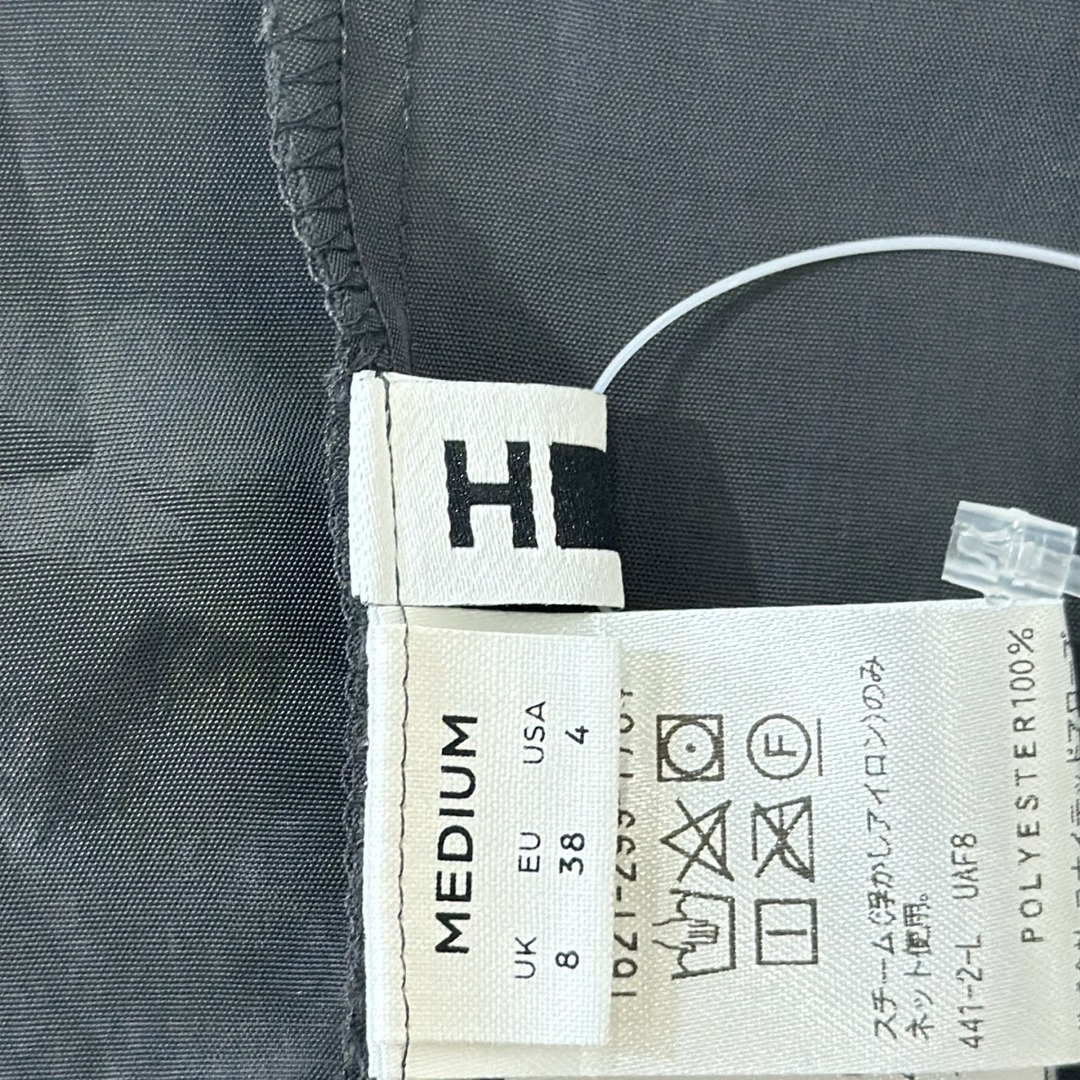 H
MEDIUM
UK EU USA
8 38 4
F
スチーム(浮かしアイロン)のみ
ネット使用。
441-2-L UAF8
POLYESTER100%